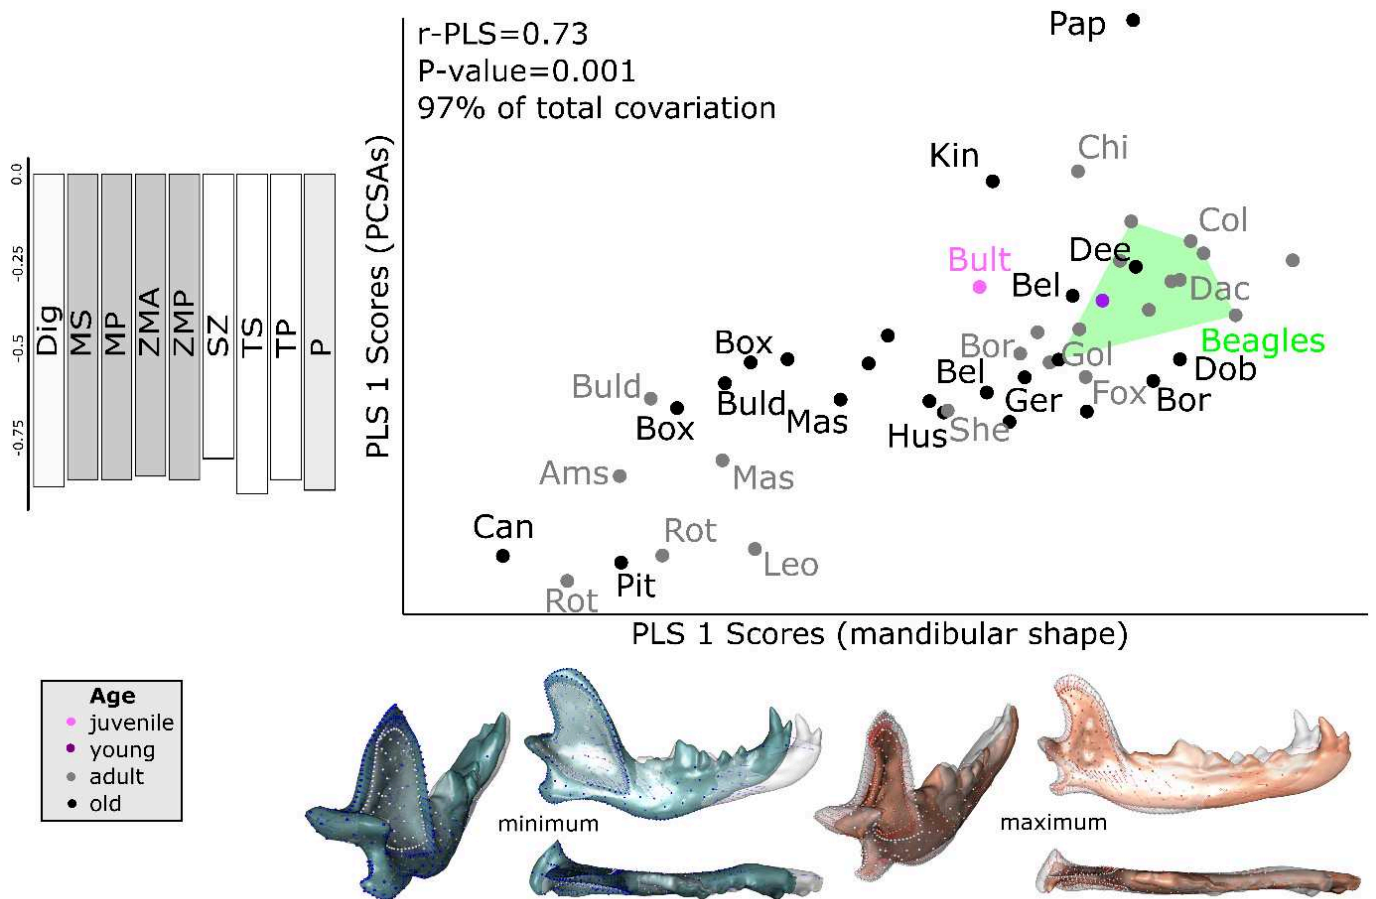 r-PLS=0.73
P-value=0.001
97% of total covariation
Pap
Kin
Chi
Col
Dee
Bult
Bel
Dac
Beagles
Box
Bor
Gol
Dob
Buld
Buld
Bel
Fox
Bor
Box
Mas
Ger
Hus
She
Ams
Mas
Can
Rot
Leo
Pit
Rot
PLS 1 Scores (PCSAs)
PLS 1 Scores (mandibular shape)
0.0
-0.25
-0.5
-0.75
Dig
MS
MP
ZMA
ZMP
SZ
TS
TP
P
Age
juvenile
young
adult
old
minimum
maximum